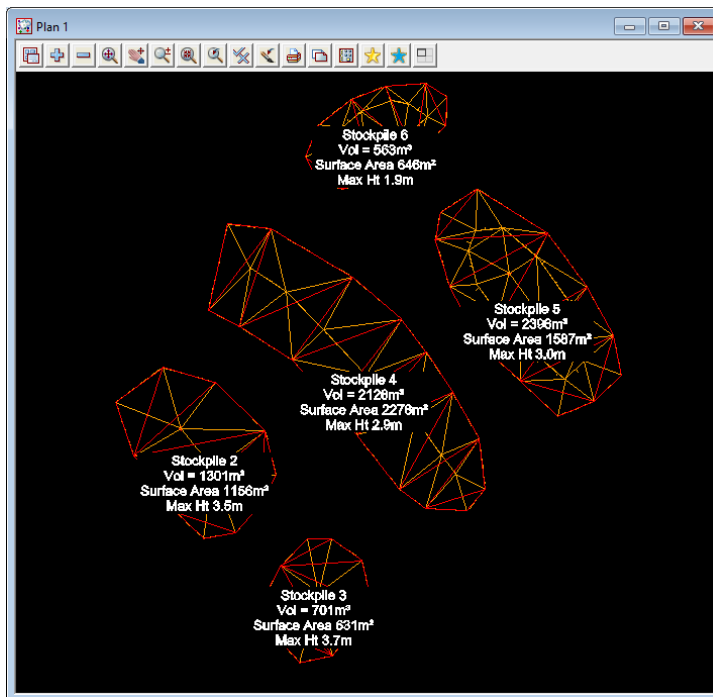 Plan 1
Stockpile 6
Vol = 563m³
Surface Area 646m²
Max Ht 1.9m
Stockpile 5
Vol = 2396m³
Surface Area 1587m²
Max Ht 3.0m
Stockpile 4
Vol = 2126m³
Surface Area 2276m²
Max Ht 2.9m
Stockpile 2
Vol = 1301m³
Surface Area 1156m²
Max Ht 3.5m
Stockpile 3
Vol = 701m³
Surface Area 631m²
Max Ht 3.7m